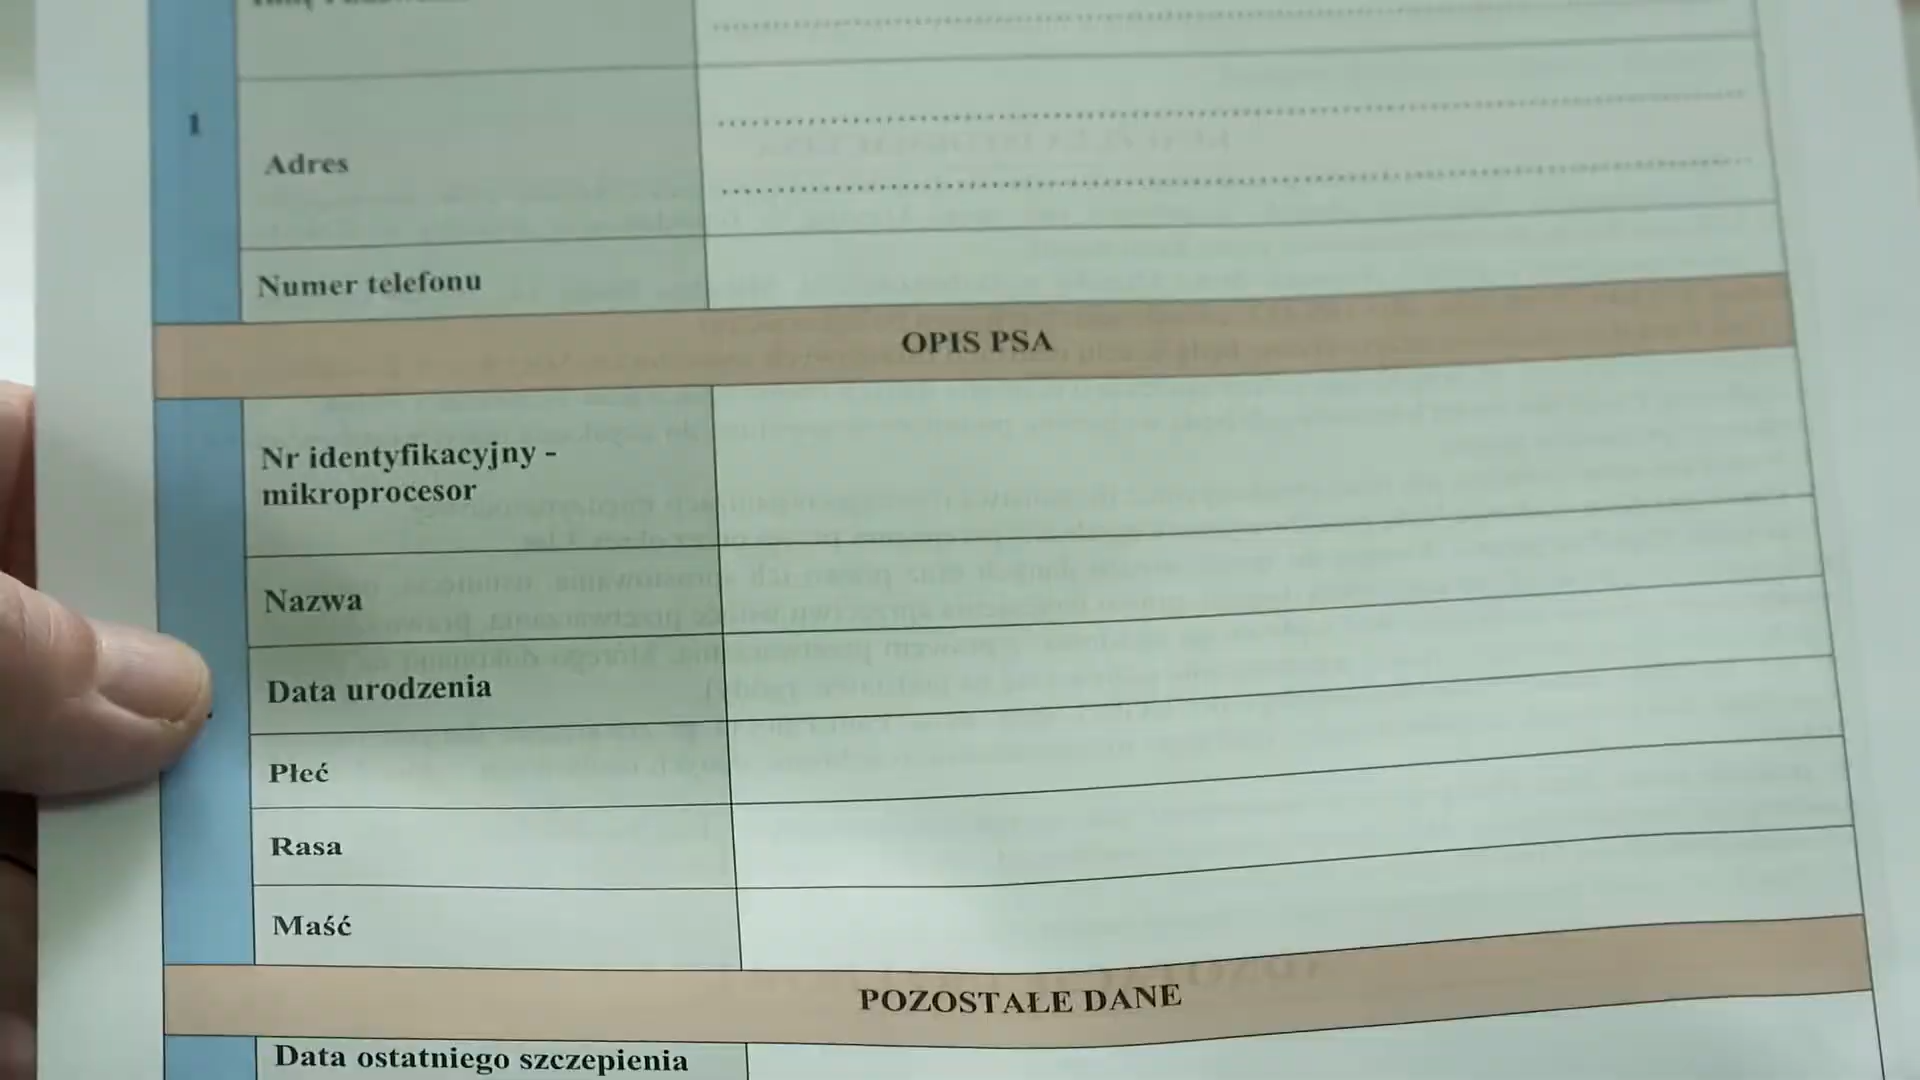 1
Adres
Numer telefonu
OPIS PSA
Nr identyfikacyjny -
mikroprocesor
Nazwa
Data urodzenia
Płeć
Rasa
Maść
POZOSTAŁE DANE
Data ostatniego szczepienia